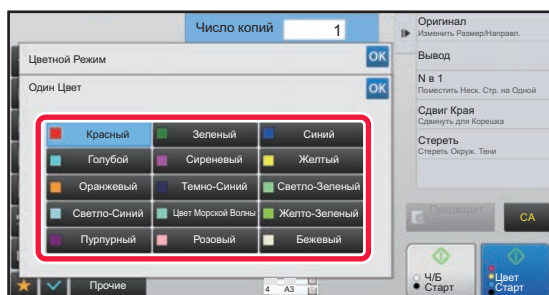 Число копий 1
Цветной Режим OK
Один Цвет OK
Красный Зеленый Синий
Голубой Сиреневый Желтый
Оранжевый Темно-Синий Светло-Зеленый
Светло-Синий Цвет Морской Волны Желто-Зеленый
Пурпурный Розовый Бежевый
Прочие
4 A3
Оригинал
Изменить Размер/Направл.
Вывод
N в 1
Поместить Неск. Стр. на Одной
Сдвиг Края
Сдвинуть для Корешка
Стереть
Стереть Окруж. Тени
CA
Ч/Б
Старт
Цвет
Старт